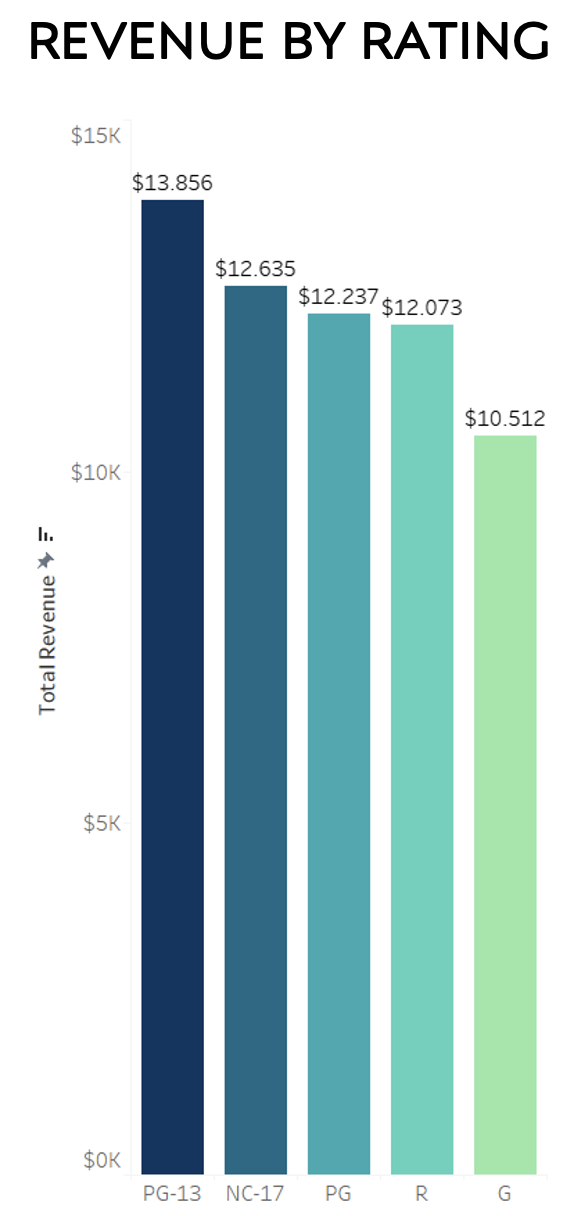 REVENUE BY RATING
$15K
$13.856
$12.635
$12.237
$12.073
$10.512
$10K
Total Revenue
$5K
$0K
PG-13 NC-17 PG R G